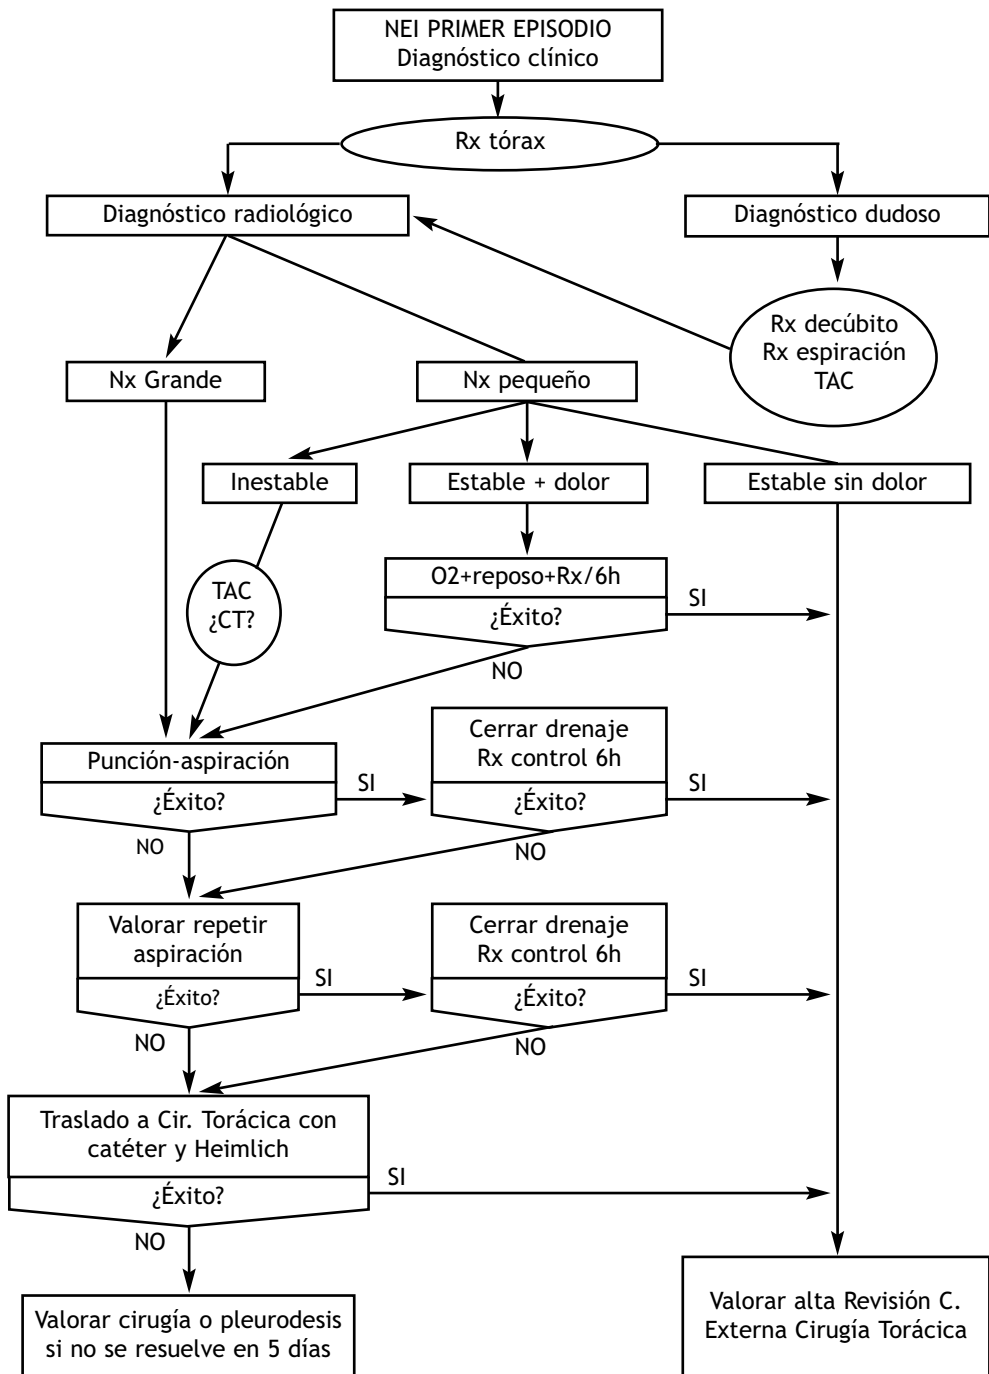 NEI PRIMER EPISODIO
Diagnóstico clínico
Rx tórax
Diagnóstico radiológico
Diagnóstico dudoso
Rx decúbito
Rx espiración
TAC
Nx Grande
Nx pequeño
Inestable
Estable + dolor
Estable sin dolor
TAC
¿CT?
O2+reposo+Rx/6h
¿Éxito?
SI
NO
Punción-aspiración
¿Éxito?
SI
NO
Cerrar drenaje
Rx control 6h
¿Éxito?
SI
NO
Valorar repetir
aspiración
¿Éxito?
SI
NO
Cerrar drenaje
Rx control 6h
¿Éxito?
SI
NO
Traslado a Cir. Torácica con
catéter y Heimlich
¿Éxito?
SI
NO
Valorar cirugía o pleurodesis
si no se resuelve en 5 días
Valorar alta Revisión C.
Externa Cirugía Torácica